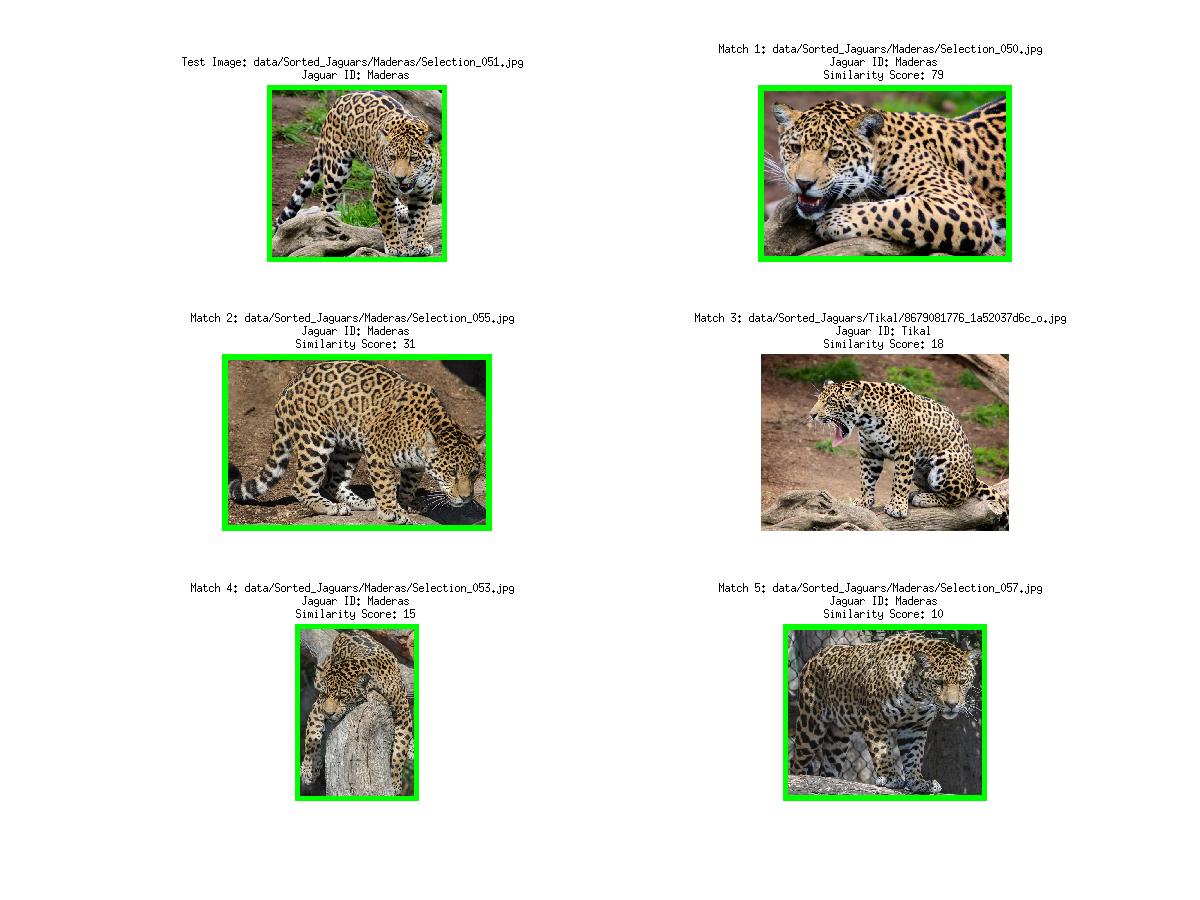 Test Image: data/Sorted_Jaguars/Maderas/Selection_051.jpg
Jaguar ID: Maderas
Match 1: data/Sorted_Jaguars/Maderas/Selection_050.jpg
Jaguar ID: Maderas
Similarity Score: 79
Match 2: data/Sorted_Jaguars/Maderas/Selection_055.jpg
Jaguar ID: Maderas
Similarity Score: 31
Match 3: data/Sorted_Jaguars/Tikal/8679081776_1a52037d6c_o.jpg
Jaguar ID: Tikal
Similarity Score: 18
Match 4: data/Sorted_Jaguars/Maderas/Selection_053.jpg
Jaguar ID: Maderas
Similarity Score: 15
Match 5: data/Sorted_Jaguars/Maderas/Selection_057.jpg
Jaguar ID: Maderas
Similarity Score: 10